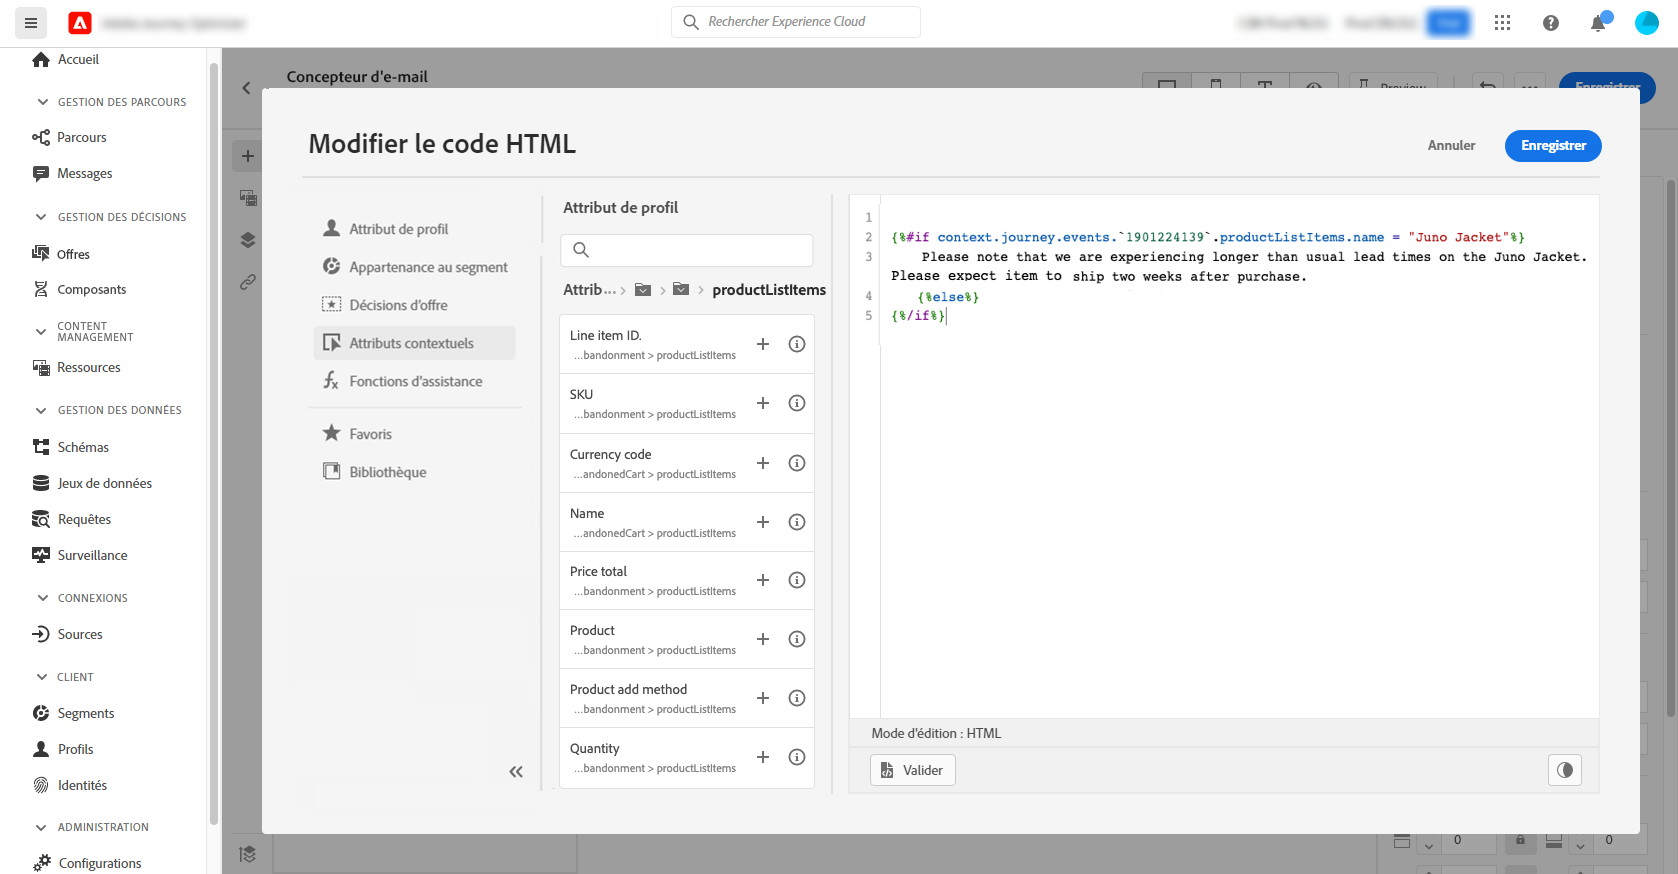 Rechercher Experience Cloud
Accueil
GESTION DES PARCOURS
Parcours
Messages
GESTION DES DÉCISIONS
Offres
Composants
CONTENT
MANAGEMENT
Ressources
GESTION DES DONNÉES
Schémas
Jeux de données
Requêtes
Surveillance
CONNEXIONS
Sources
CLIENT
Segments
Profils
Identités
ADMINISTRATION
Configurations
Concepteur d'e-mail
Preview
Enregistrer
Modifier le code HTML
Annuler
Enregistrer
Attribut de profil
Appartenance au segment
Décisions d'offre
Attributs contextuels
Fonctions d'assistance
Favoris
Bibliothèque
Attribut de profil
Attrib... > > > productListItems
Line item ID.
...bandonment > productListItems
SKU
...bandonment > productListItems
Currency code
...andonedCart > productListItems
Name
...andonedCart > productListItems
Price total
...bandonment > productListItems
Product
...bandonment > productListItems
Product add method
...bandonment > productListItems
Quantity
...bandonment > productListItems
1
2 {%#if context.journey.events.`1901224139`.productListItems.name = "Juno Jacket"%}
3 Please note that we are experiencing longer than usual lead times on the Juno Jacket.
Please expect item to ship two weeks after purchase.
4 {%else%}
5 {%/if%}
Mode d'édition : HTML
Valider
0
0